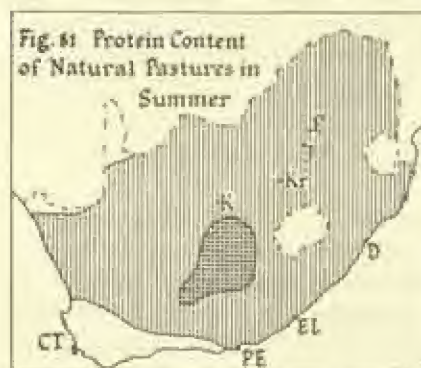 Fig. 81 Protein Content
of Natural Pastures in
Summer
J
Kr
K
D
EL
CT
PE